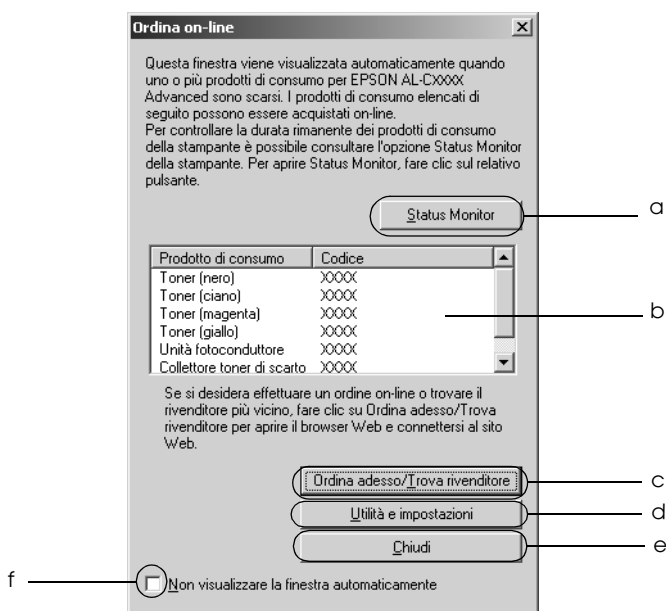 Ordina on-line
Questa finestra viene visualizzata automaticamente quando
uno o più prodotti di consumo per EPSON AL-CXXXX
Advanced sono scarsi. I prodotti di consumo elencati di
seguito possono essere acquistati on-line.
Per controllare la durata rimanente dei prodotti di consumo
della stampante è possibile consultare l'opzione Status Monitor
della stampante. Per aprire Status Monitor, fare clic sul relativo
pulsante.
Status Monitor
a
Prodotto di consumo Codice
Toner (nero) XXXX
Toner (ciano) XXXX
Toner (magenta) XXXX
b
Toner (giallo) XXXX
Unità fotoconduttore XXXX
Collettore toner di scarto XXXX
Se si desidera effettuare un ordine on-line o trovare il
rivenditore più vicino, fare clic su Ordina adesso/Trova
rivenditore per aprire il browser Web e connettersi al sito
Web.
Ordina adesso/Trova rivenditore
c
Utilità e impostazioni
d
Chiudi
e
f
Non visualizzare la finestra automaticamente